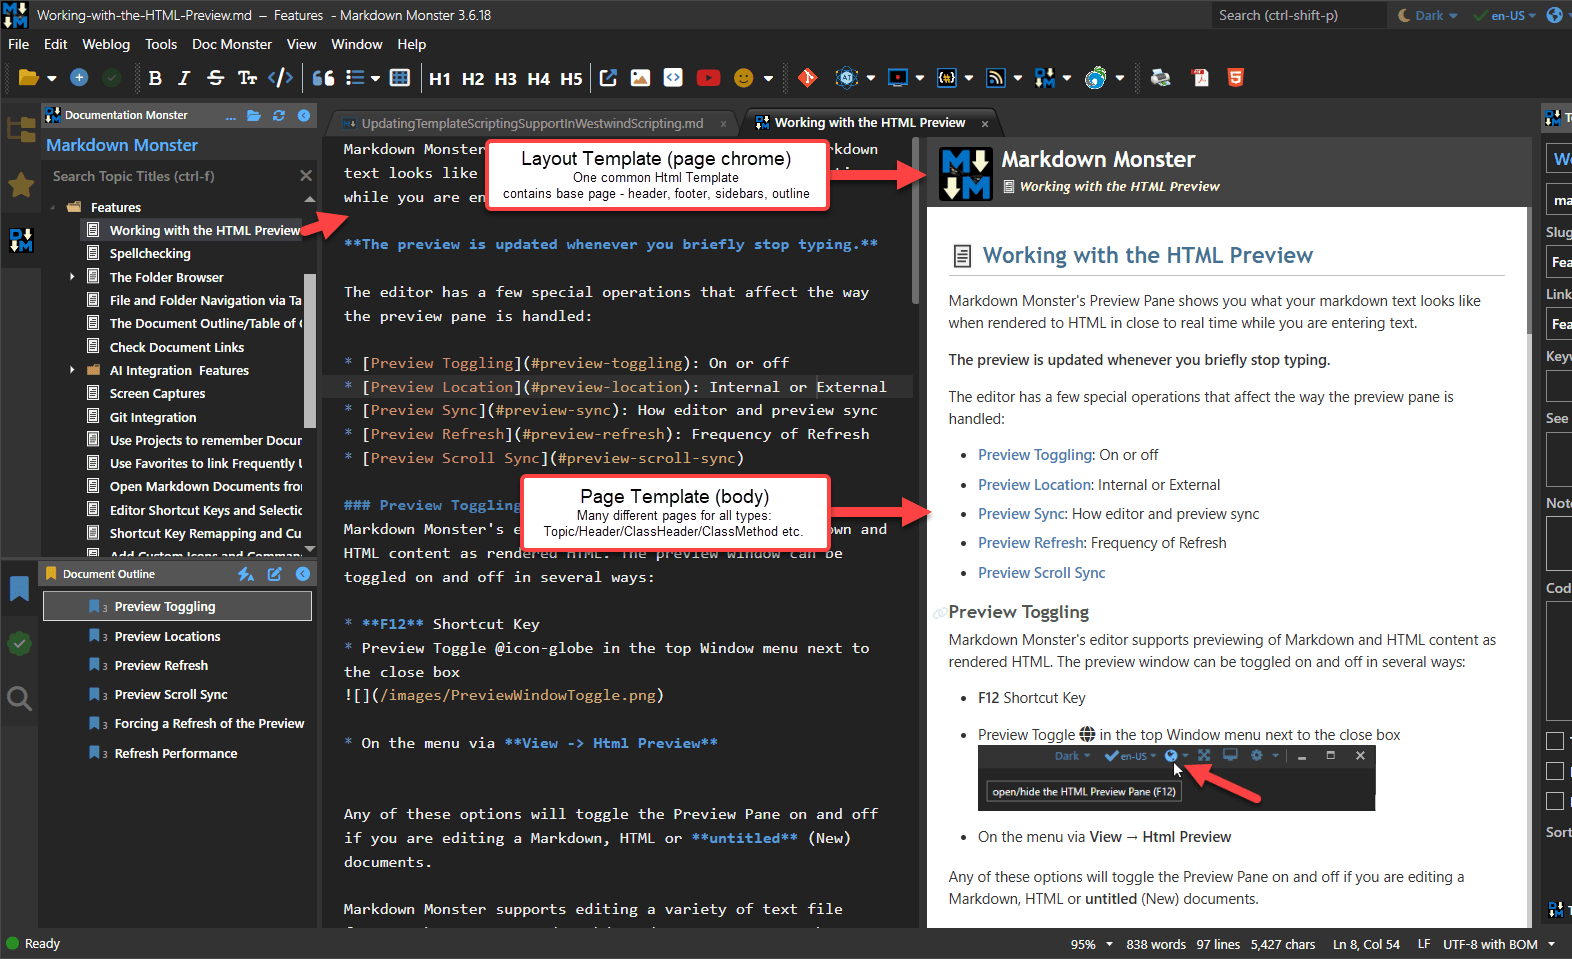 Working-with-the-HTML-Preview.md – Features - Markdown Monster 3.6.18
Search (ctrl-shift-p)
Dark
en-US
File Edit Weblog Tools Doc Monster View Window Help
H1 H2 H3 H4 H5
Documentation Monster
...
Markdown Monster
Search Topic Titles (ctrl-f)
Features
Working with the HTML Preview
Spellchecking
The Folder Browser
File and Folder Navigation via Ta
The Document Outline/Table of
Check Document Links
AI Integration Features
Screen Captures
Git Integration
Use Projects to remember Docur
Use Favorites to link Frequently
Open Markdown Documents fro
Editor Shortcut Keys and Selectic
Shortcut Key Remapping and Cu
Add Custom Icons and Comman
Document Outline
3 Preview Toggling
3 Preview Locations
3 Preview Refresh
3 Preview Scroll Sync
3 Forcing a Refresh of the Preview
3 Refresh Performance
UpdatingTemplateScriptingSupportInWestwindScripting.md
Working with the HTML Preview
Markdown Monster
kdown
text looks like
while you are en
**The preview is updated whenever you briefly stop typing.**
The editor has a few special operations that affect the way
the preview pane is handled:
* [Preview Toggling](#preview-toggling): On or off
* [Preview Location](#preview-location): Internal or External
* [Preview Sync](#preview-sync): How editor and preview sync
* [Preview Refresh](#preview-refresh): Frequency of Refresh
* [Preview Scroll Sync](#preview-scroll-sync)
### Preview Toggling
Markdown Monster's e
wn and
HTML content as rendered HTML. The preview window can be
toggled on and off in several ways:
* **F12** Shortcut Key
* Preview Toggle @icon-globe in the top Window menu next to
the close box
![](/images/PreviewWindowToggle.png)
* On the menu via **View -> Html Preview**
Any of these options will toggle the Preview Pane on and off
if you are editing a Markdown, HTML or **untitled** (New)
documents.
Markdown Monster supports editing a variety of text file
Layout Template (page chrome)
One common Html Template
contains base page - header, footer, sidebars, outline
Page Template (body)
Many different pages for all types:
Topic/Header/ClassHeader/ClassMethod etc.
Markdown Monster
Working with the HTML Preview
Working with the HTML Preview
Markdown Monster's Preview Pane shows you what your markdown text looks like
when rendered to HTML in close to real time while you are entering text.
The preview is updated whenever you briefly stop typing.
The editor has a few special operations that affect the way the preview pane is
handled:
• Preview Toggling: On or off
• Preview Location: Internal or External
• Preview Sync: How editor and preview sync
• Preview Refresh: Frequency of Refresh
• Preview Scroll Sync
Preview Toggling
Markdown Monster's editor supports previewing of Markdown and HTML content as
rendered HTML. The preview window can be toggled on and off in several ways:
• F12 Shortcut Key
• Preview Toggle in the top Window menu next to the close box
Dark en-US
open/hide the HTML Preview Pane (F12)
• On the menu via View → Html Preview
Any of these options will toggle the Preview Pane on and off if you are editing a
Markdown, HTML or untitled (New) documents.
Wo
ma
Slug
Fea
Link
Fea
Keyw
See
Note
Cod
Sort
Ready
95% 838 words 97 lines 5,427 chars Ln 8, Col 54 LF UTF-8 with BOM